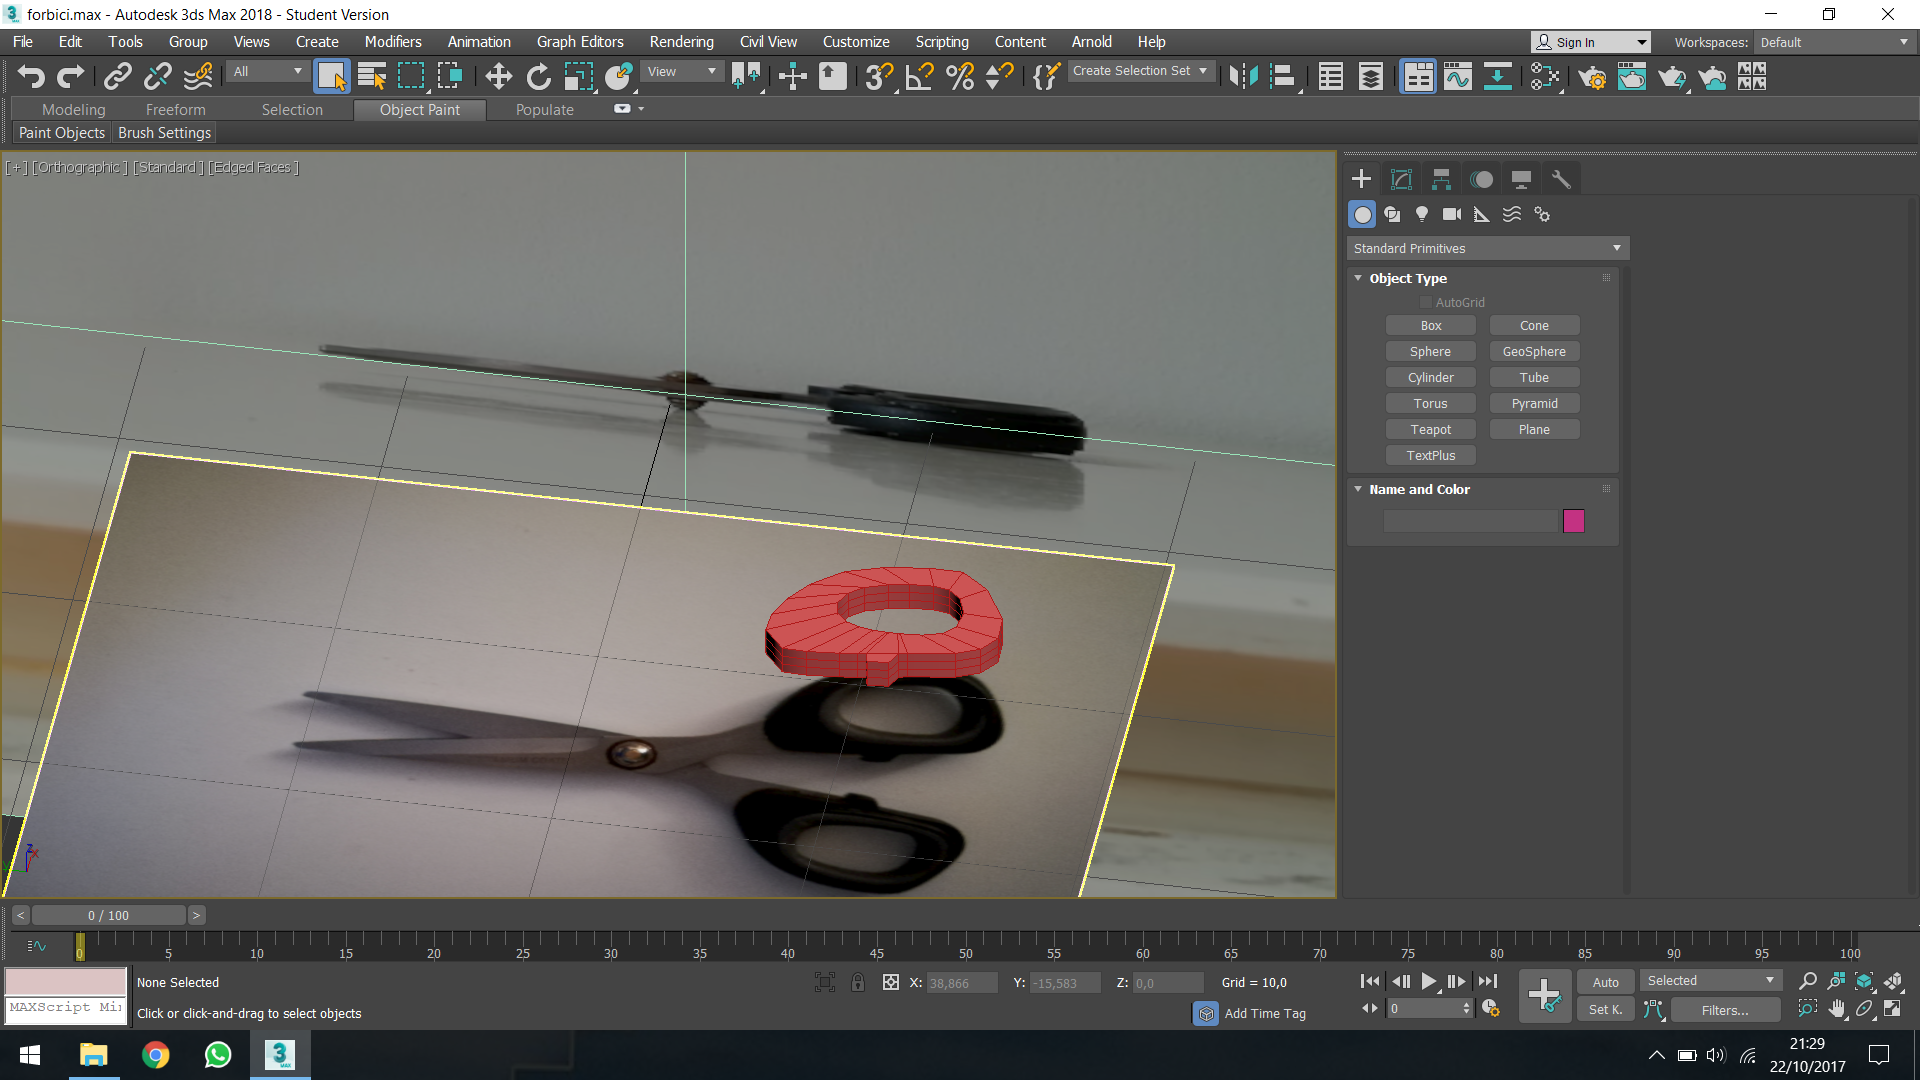 forbici.max - Autodesk 3ds Max 2018 - Student Version
File Edit Tools Group Views Create Modifiers Animation Graph Editors Rendering Civil View Customize Scripting Content Arnold Help
Sign In
Workspaces: Default
All
View
Create Selection Set
Modeling Freeform Selection Object Paint Populate
Paint Objects Brush Settings
[+] [Orthographic ] [Standard ] [Edged Faces ]
Standard Primitives
Object Type
AutoGrid
Box Cone
Sphere GeoSphere
Cylinder Tube
Torus Pyramid
Teapot Plane
TextPlus
Name and Color
< 0 / 100 >
0 5 10 15 20 25 30 35 40 45 50 55 60 65 70 75 80 85 90 95 100
None Selected
X: 38,866 Y: -15,583 Z: 0,0 Grid = 10,0
Auto Selected
MAXScript Mi
Click or click-and-drag to select objects
Add Time Tag
0
Set K. Filters...
3 MAX
21:29
22/10/2017